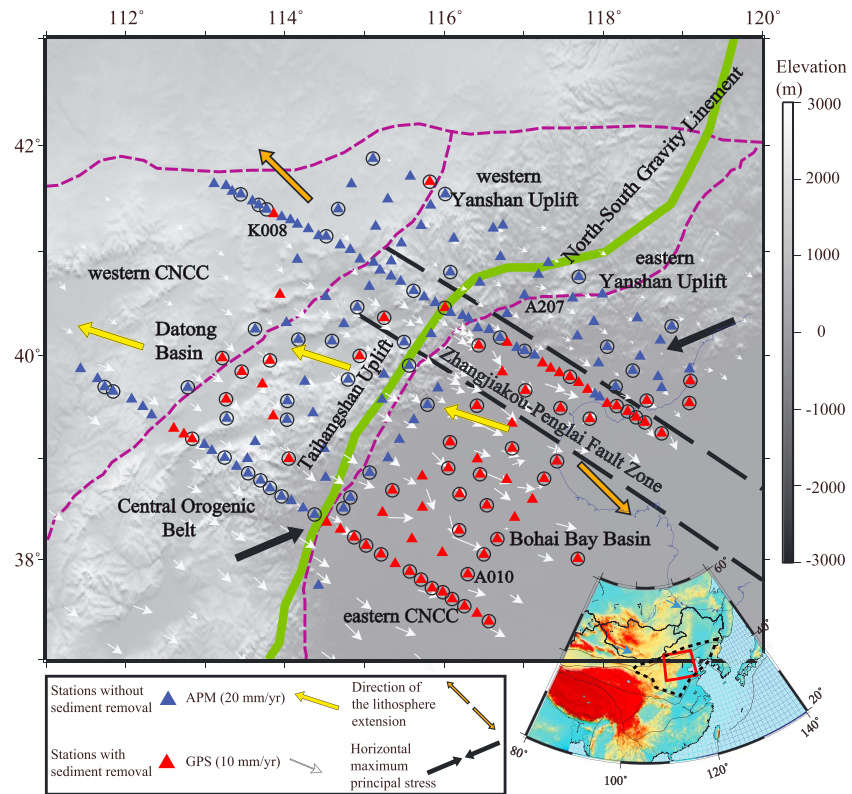 112° 114° 116° 118° 120°
Elevation
(m)
3000
2000
1000
0
-1000
-2000
-3000
42°
40°
38°
North-South Gravity Linement
western
Yanshan Uplift
K008
western CNCC
eastern
Yanshan Uplift
A207
Datong
Basin
Taihangshan Uplift
Zhangjiakou-Penglai Fault Zone
Central Orogenic
Belt
Bohai Bay Basin
A010
eastern CNCC
60°
40°
20°
140°
120°
100°
80°
Stations without
sediment removal
APM (20 mm/yr)
Direction of
the lithosphere
extension
Stations with
sediment removal
GPS (10 mm/yr)
Horizontal
maximum
principal stress